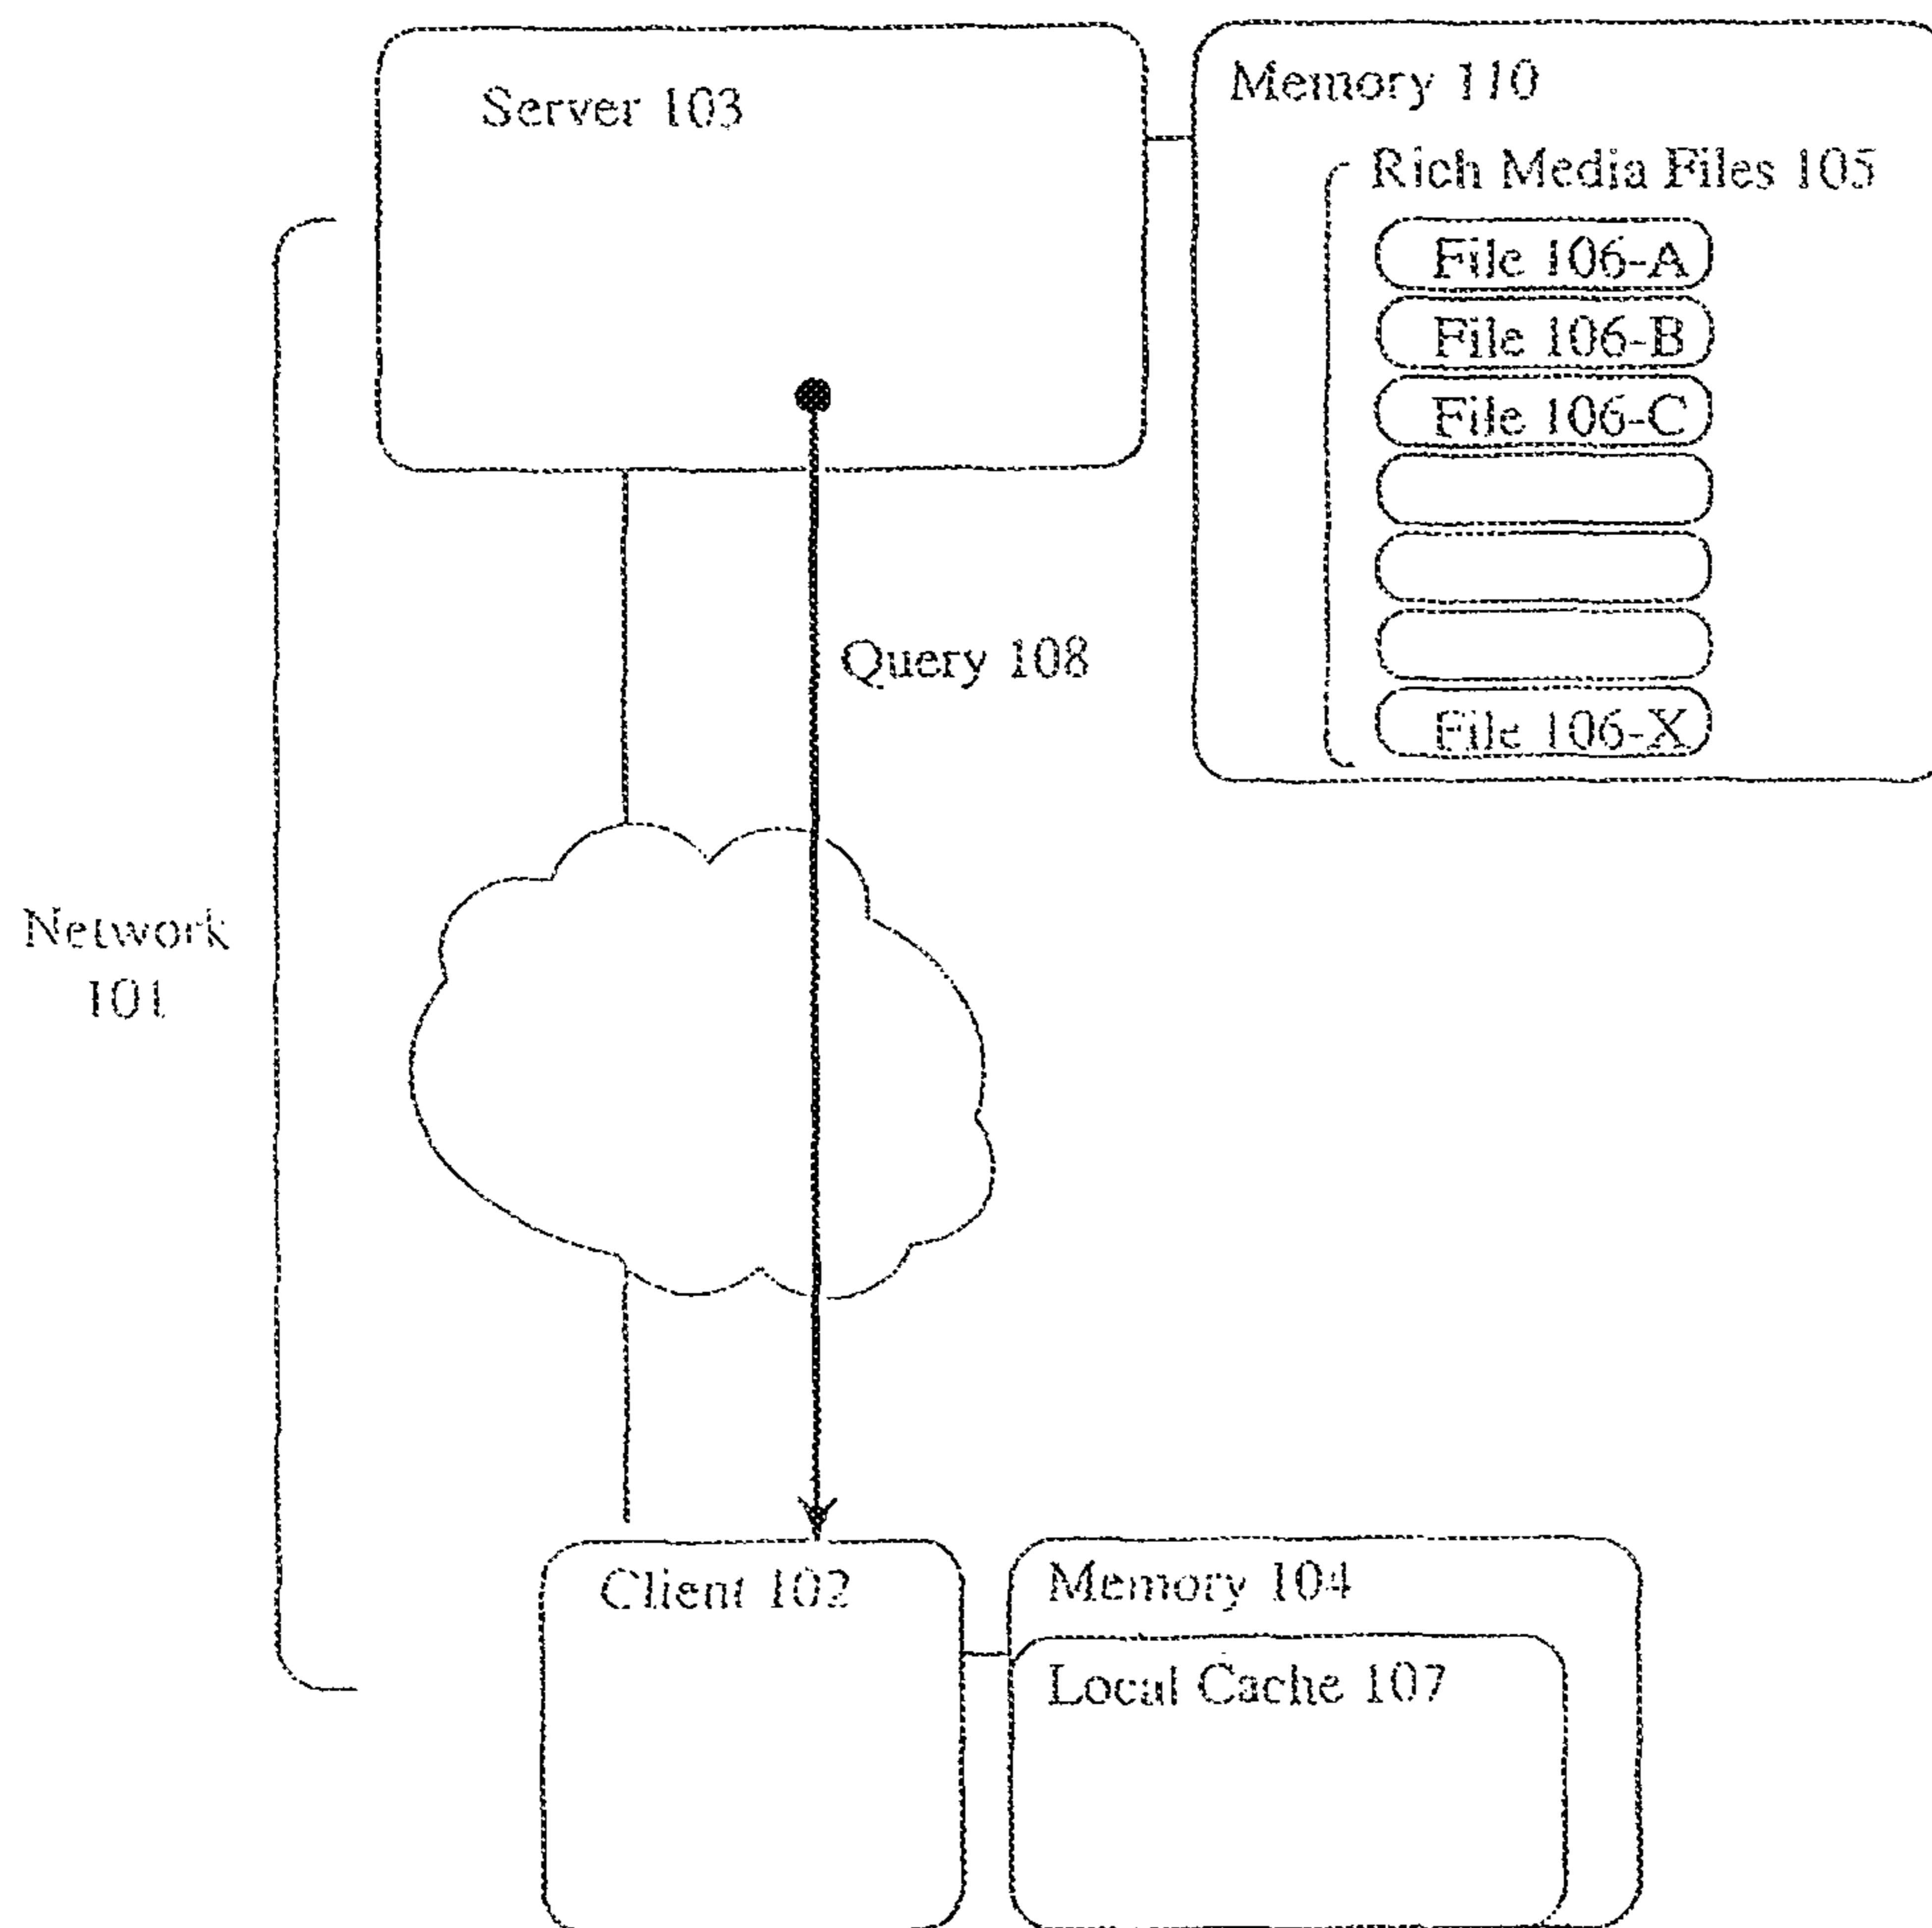 Server 103
Memory 110
Rich Media Files 105
File 106-A
File 106-B
File 106-C
File 106-X
Query 108
Network
101
Client 102
Memory 104
Local Cache 107